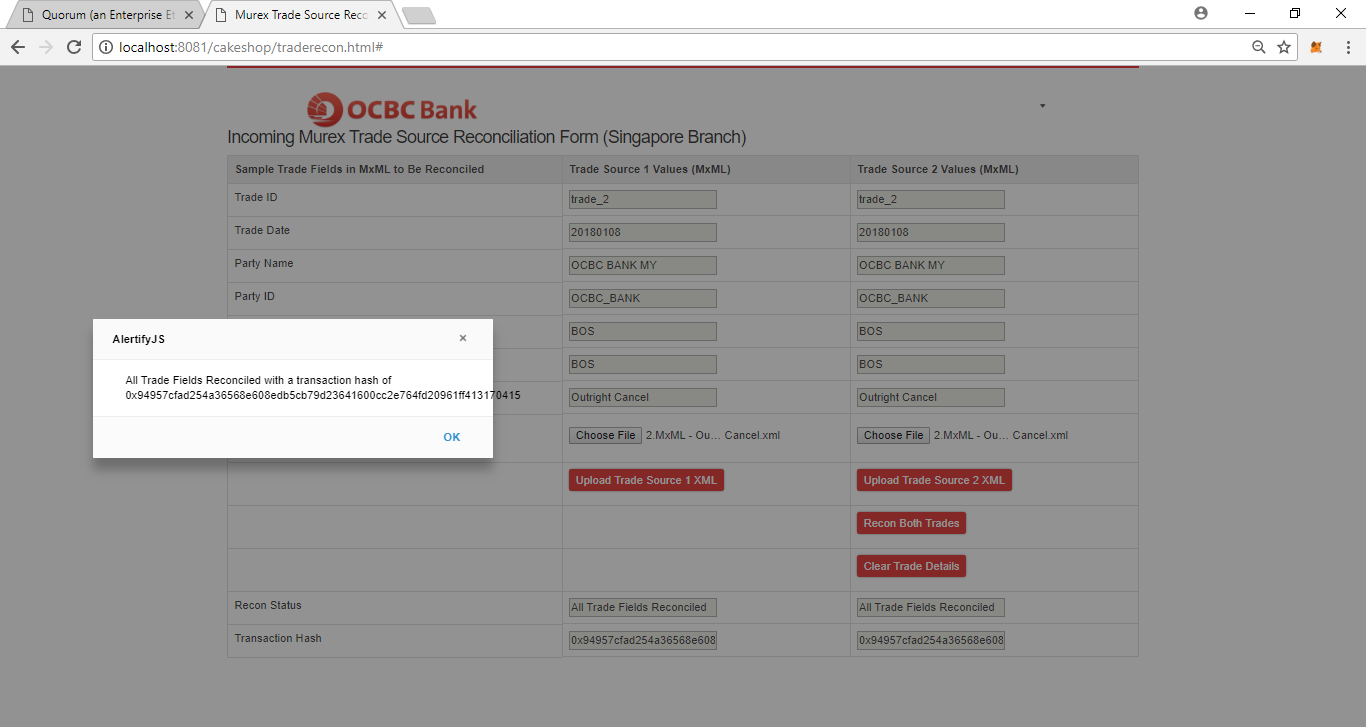 Quorum (an Enterprise Et
Murex Trade Source Reco
localhost:8081/cakeshop/traderecon.html#
OCBC Bank
Incoming Murex Trade Source Reconciliation Form (Singapore Branch)
Sample Trade Fields in MxML to Be Reconciled Trade Source 1 Values (MxML) Trade Source 2 Values (MxML)
Trade ID trade_2 trade_2
Trade Date 20180108 20180108
Party Name OCBC BANK MY OCBC BANK MY
Party ID OCBC_BANK OCBC_BANK
BOS BOS
BOS BOS
Outright Cancel Outright Cancel
AlertifyJS ×
All Trade Fields Reconciled with a transaction hash of
0x94957cfad254a36568e608edb5cb79d23641600cc2e764fd20961ff413170415
OK
Choose File 2.MxML - Ou... Cancel.xml Choose File 2.MxML - Ou... Cancel.xml
Upload Trade Source 1 XML Upload Trade Source 2 XML
Recon Both Trades
Clear Trade Details
Recon Status All Trade Fields Reconciled All Trade Fields Reconciled
Transaction Hash 0x94957cfad254a36568e608 0x94957cfad254a36568e608